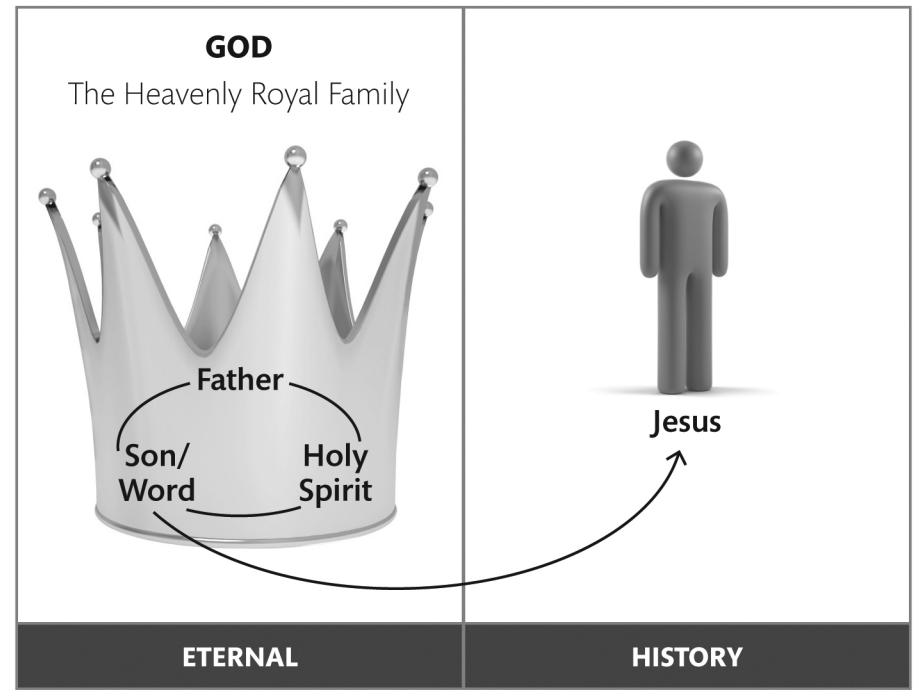 GOD
The Heavenly Royal Family
Father
Son/
Word
Holy
Spirit
Jesus
ETERNAL
HISTORY